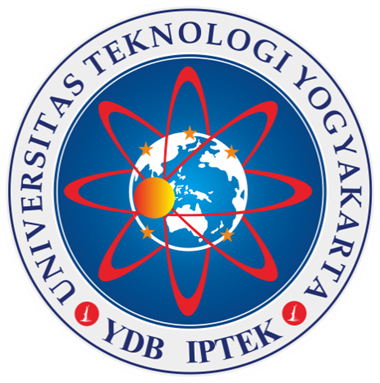 UNIVERSITAS TEKNOLOGI YOGYAKARTA
YDB IPTEK